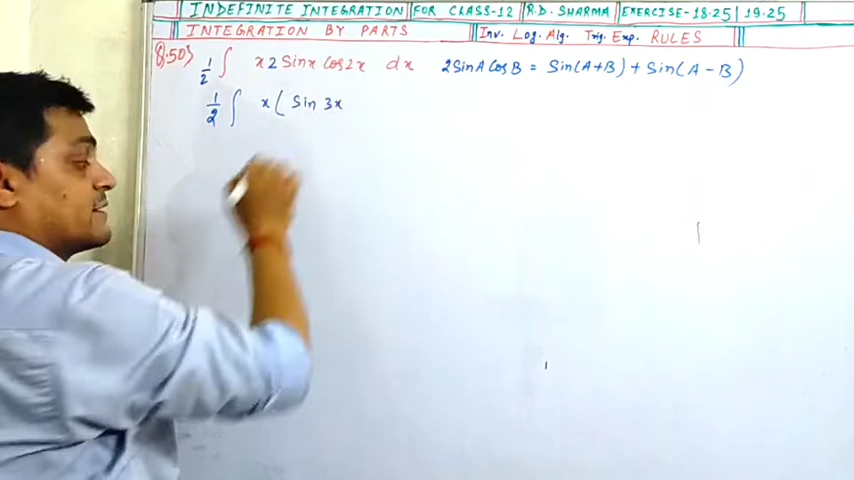 INDEFINITE INTEGRATION FOR CLASS-12 R.D. SHARMA EXERCISE-18.25 | 19.25
INTEGRATION BY PARTS Inv. Log. Alg. Trig. Exp. RULES
Q.50) 1/2 ∫ x 2 Sinx Cos2x dx 2SinA CosB = Sin(A+B) + Sin(A-B)
1/2 ∫ x( Sin 3x